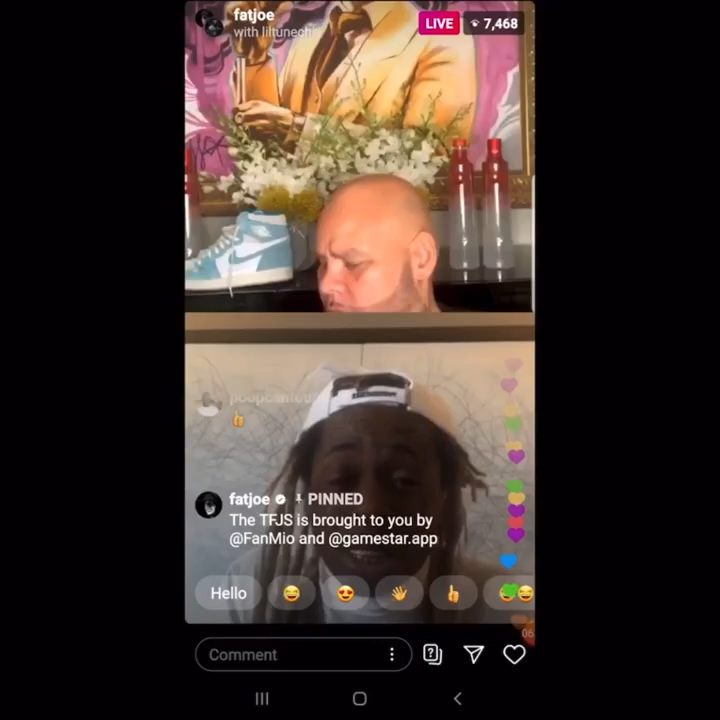 fatjoe
LIVE
7,468
with liltunechi
fatjoe PINNED
The TFJS is brought to you by
@FanMio and @gamestar.app
Hello
Comment